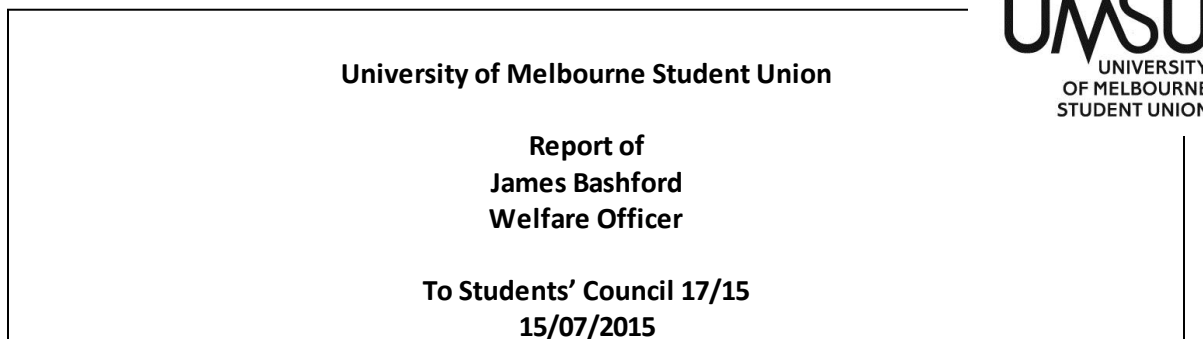 UMSU
UNIVERSITY
OF MELBOURNE
STUDENT UNION
University of Melbourne Student Union
Report of
James Bashford
Welfare Officer
To Students’ Council 17/15
15/07/2015